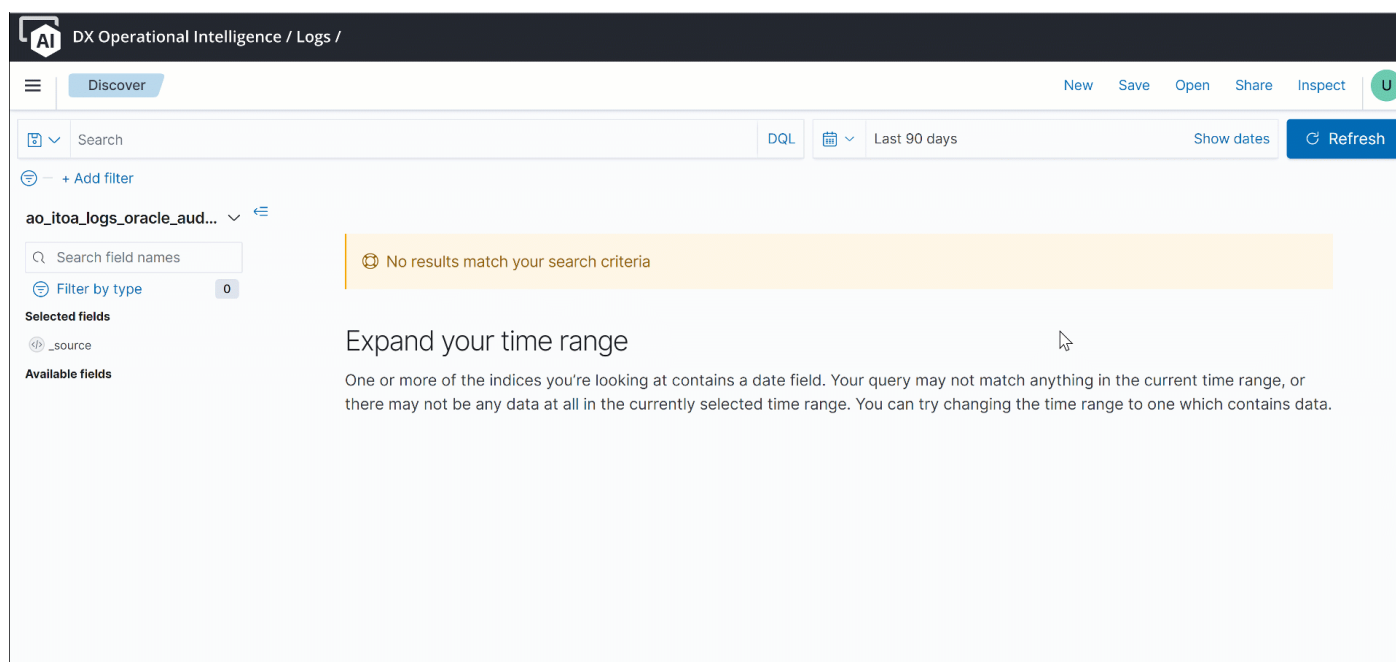 AI DX Operational Intelligence / Logs /
Discover New Save Open Share Inspect U
Search DQL Last 90 days Show dates Refresh
+ Add filter
ao_itoa_logs_oracle_aud...
Search field names
No results match your search criteria
Filter by type 0
Selected fields
_source
Expand your time range
Available fields
One or more of the indices you're looking at contains a date field. Your query may not match anything in the current time range, or
there may not be any data at all in the currently selected time range. You can try changing the time range to one which contains data.